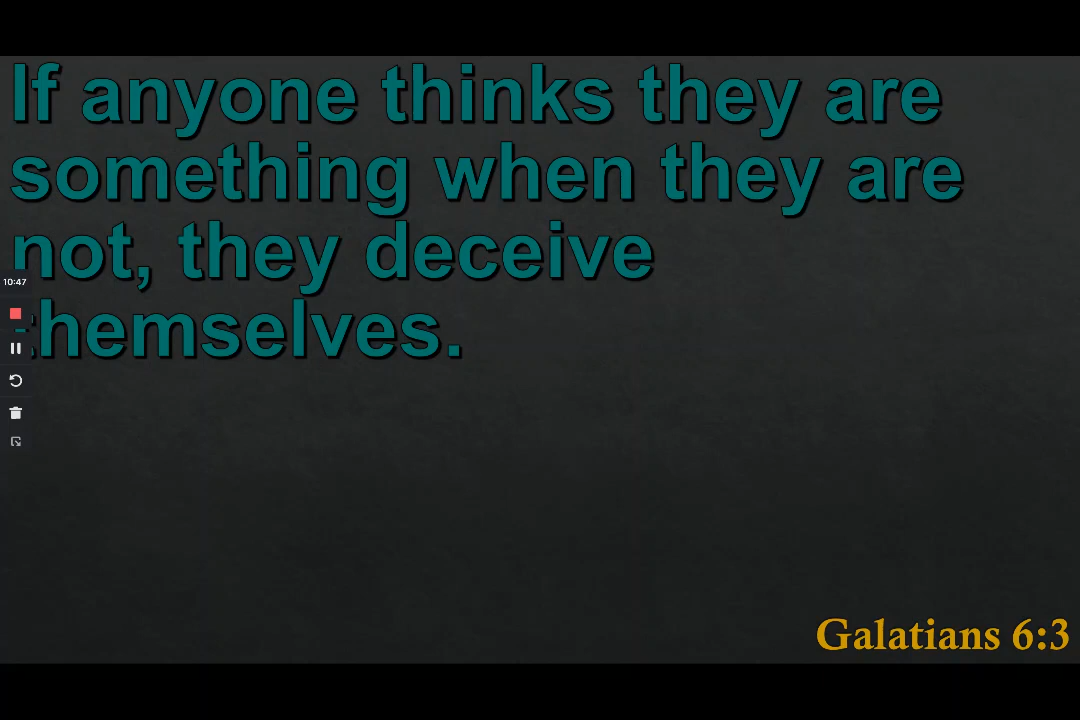 If anyone thinks they are
something when they are
not, they deceive
themselves.
10:47
Galatians 6:3